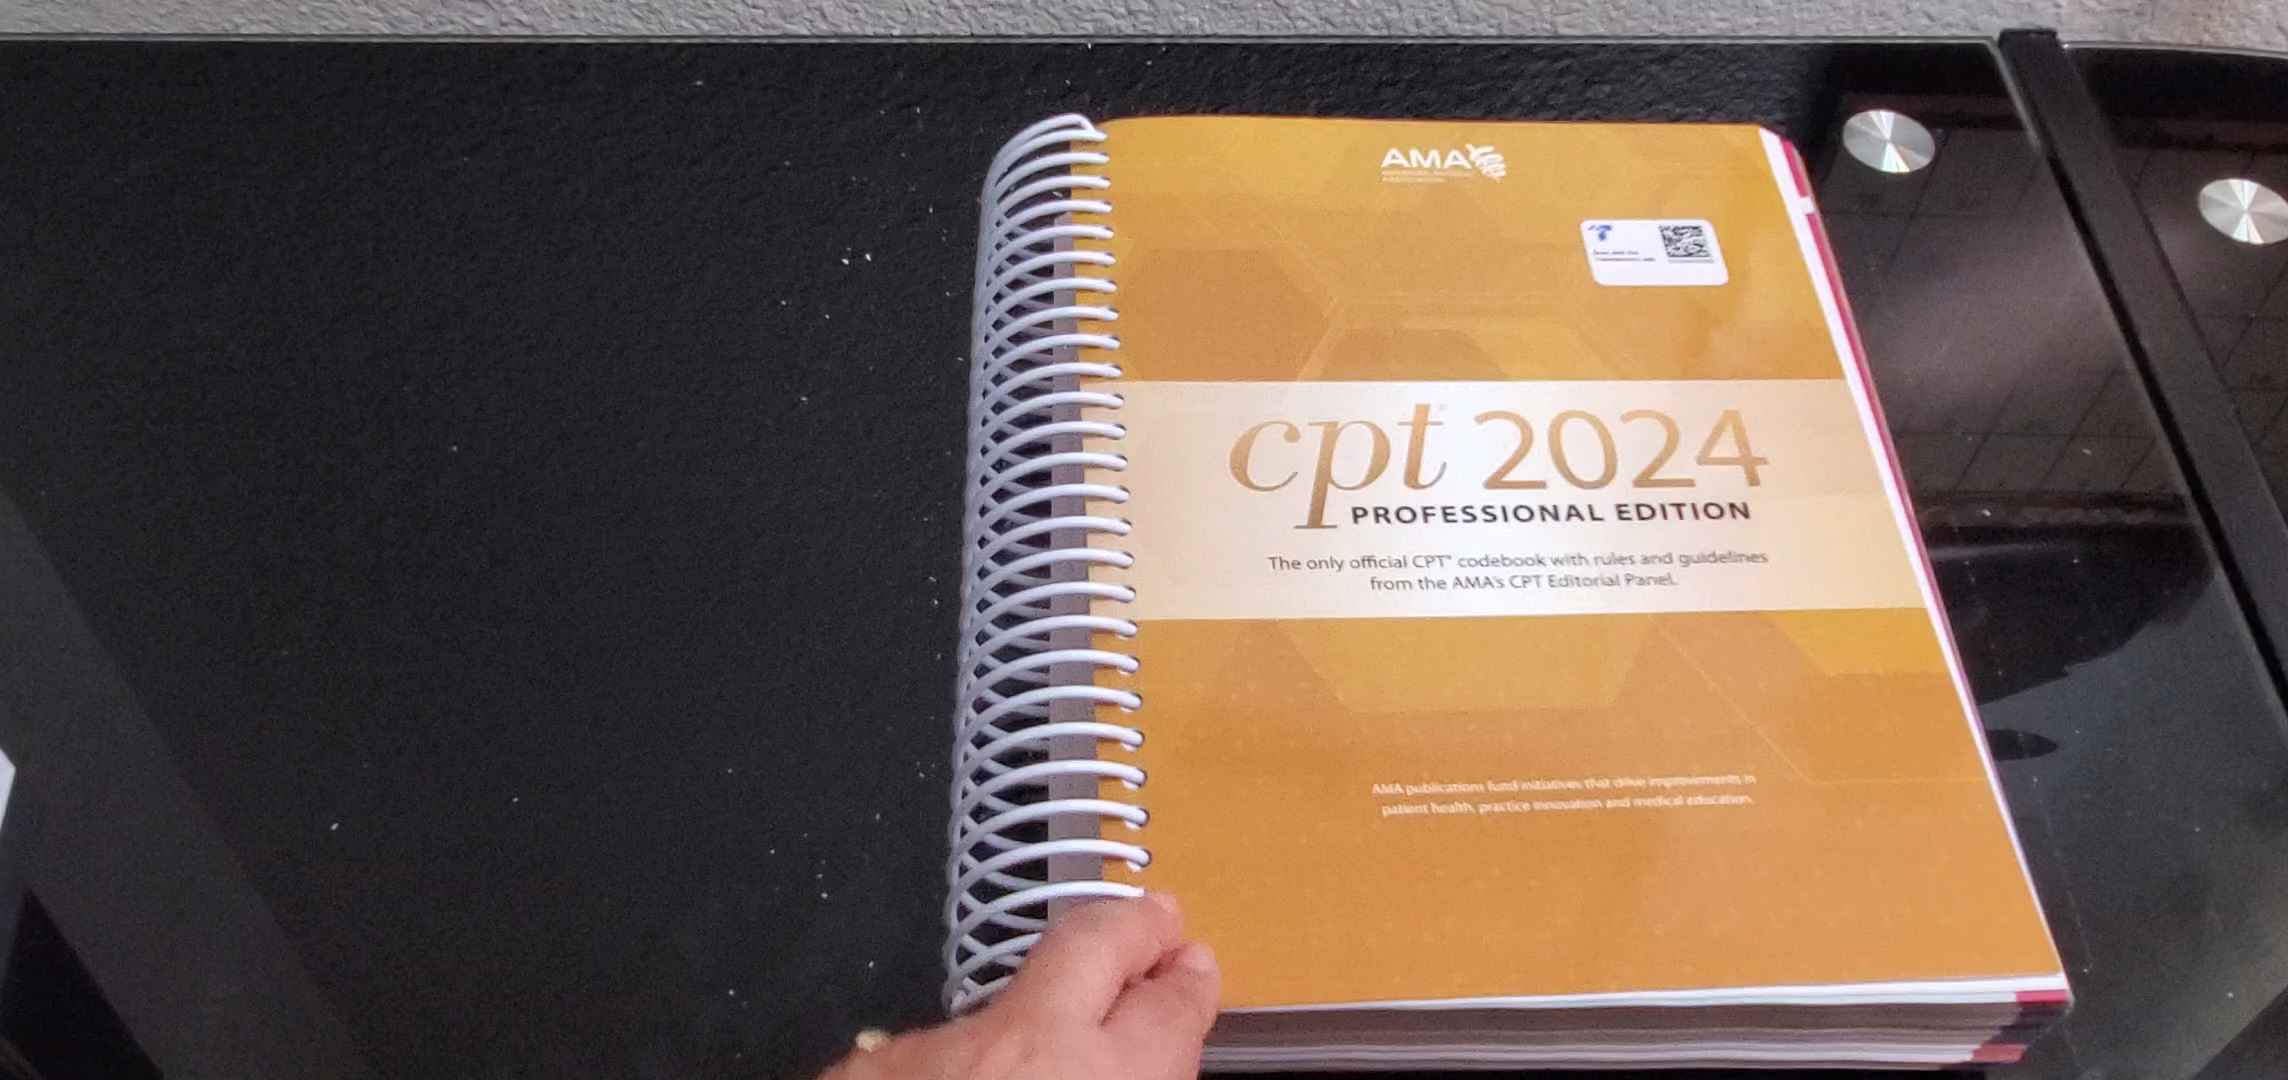 AMA
cpt® 2024
PROFESSIONAL EDITION
The only official CPT® codebook with rules and guidelines
from the AMA's CPT Editorial Panel.
AMA publications fund initiatives that drive improvements in
patient health, practice innovation and medical education.